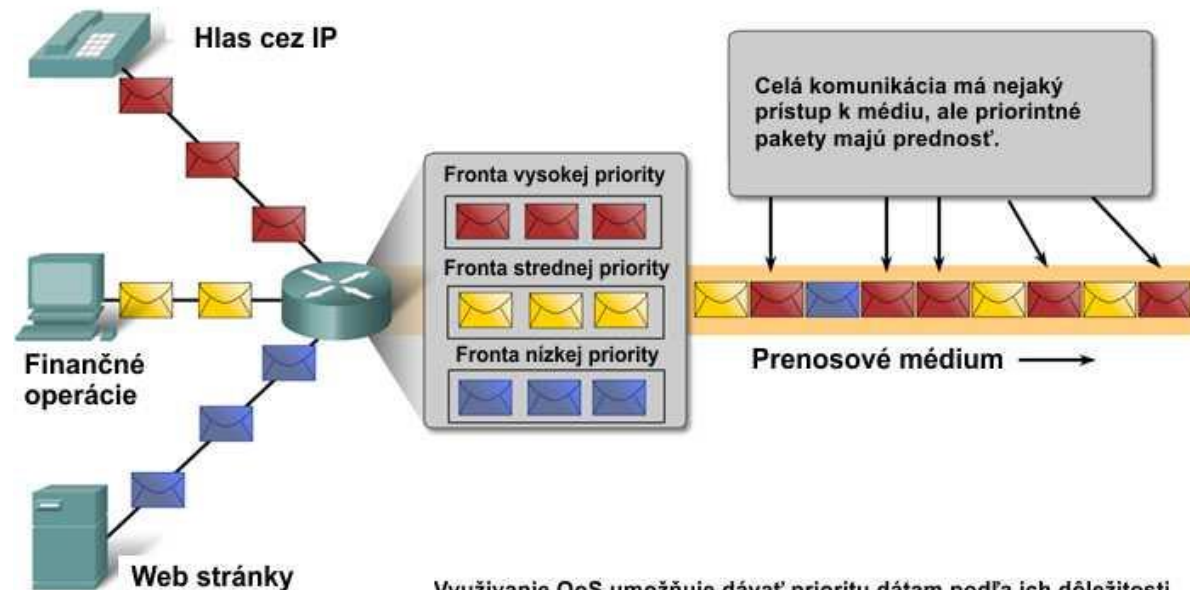 Hlas cez IP
Celá komunikácia má nejaký
prístup k médiu, ale priorintné
pakety majú prednosť.
Fronta vysokej priority
Fronta strednej priority
Fronta nízkej priority
Prenosové médium
Finančné
operácie
Web stránky
Využivanie QoS umožňuje dávať prioritu dátam podľa ich dôležitosti